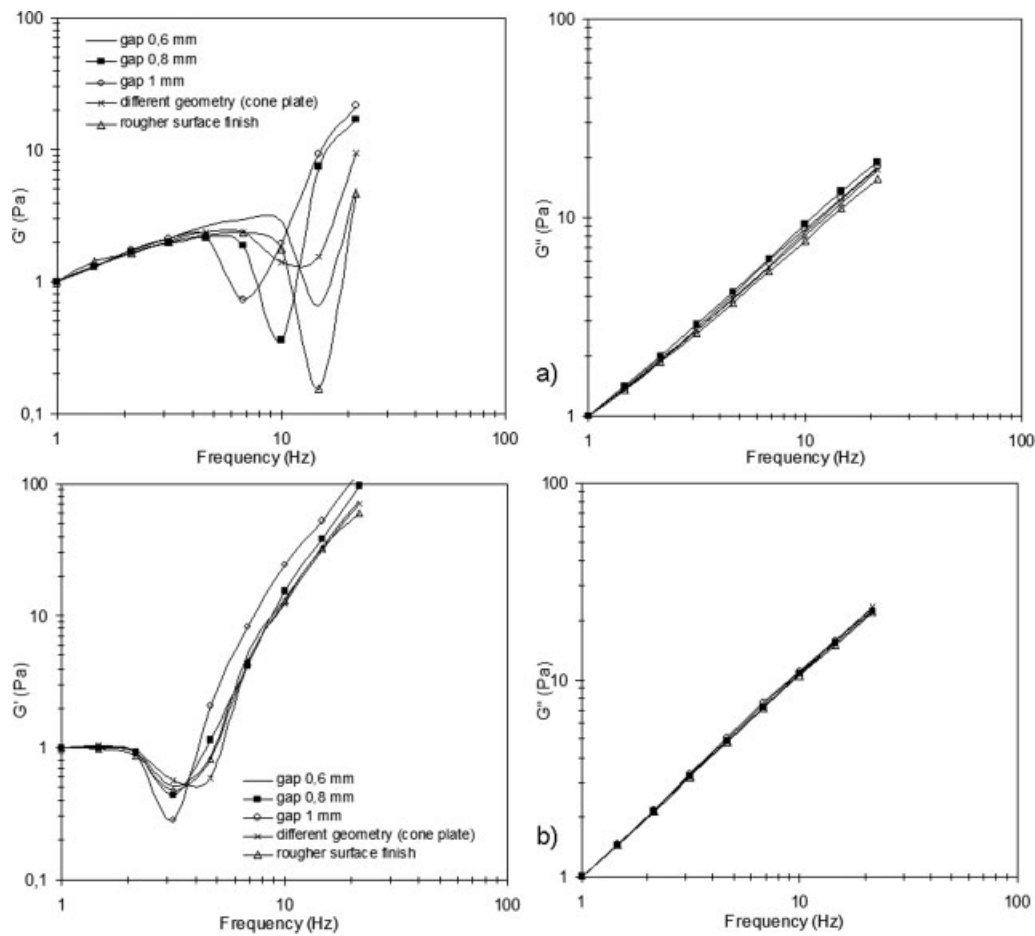 100
10
1
0,1
G' (Pa)
gap 0,6 mm
gap 0,8 mm
gap 1 mm
different geometry (cone plate)
rougher surface finish
1
10
100
Frequency (Hz)
100
10
1
G'' (Pa)
a)
1
10
100
Frequency (Hz)
100
10
1
0,1
G' (Pa)
gap 0,6 mm
gap 0,8 mm
gap 1 mm
different geometry (cone plate)
rougher surface finish
1
10
100
Frequency (Hz)
100
10
1
G'' (Pa)
b)
1
10
100
Frequency (Hz)